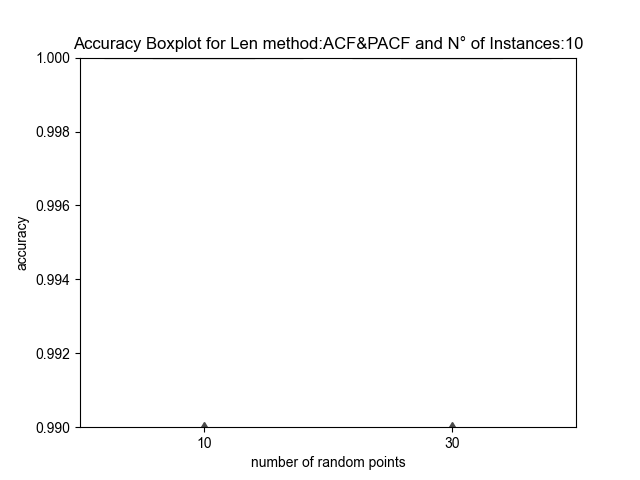 Accuracy Boxplot for Len method:ACF&PACF and N° of Instances:10
1.000
0.998
0.996
0.994
0.992
0.990
accuracy
10 30
number of random points